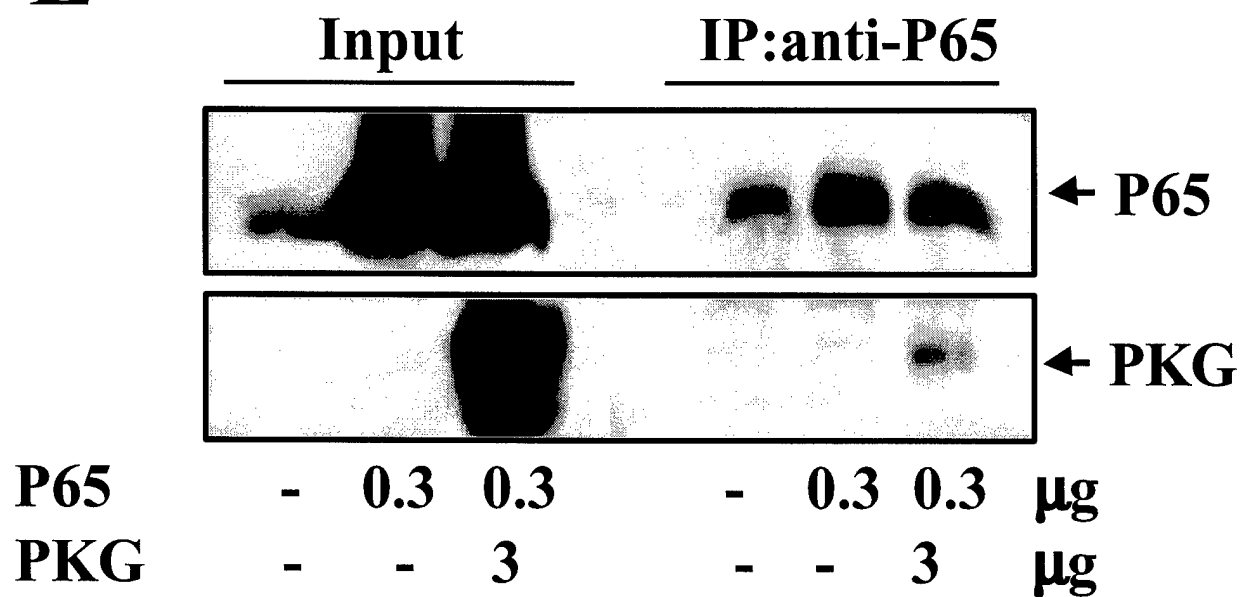 Input IP:anti-P65
P65
PKG
P65 - 0.3 0.3 - 0.3 0.3 μg
PKG - - 3 - - 3 μg